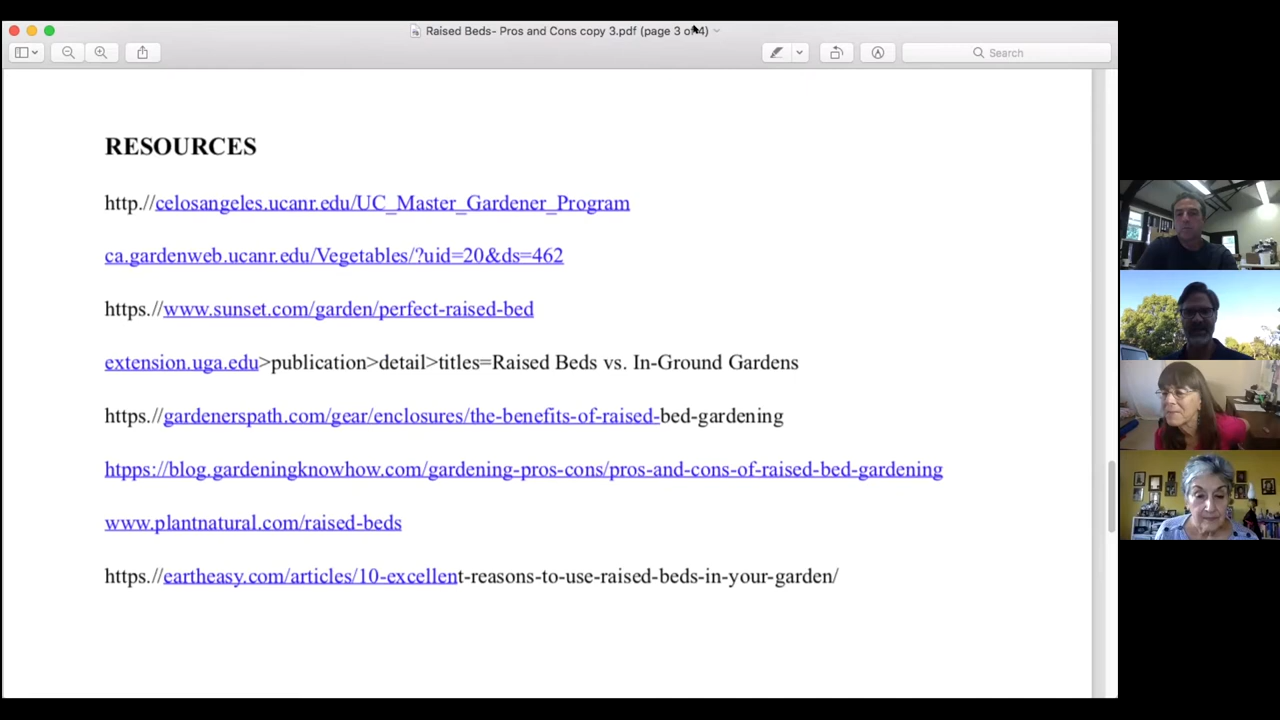 Raised Beds- Pros and Cons copy 3.pdf (page 3 of 4)
Search
RESOURCES
http.//celosangeles.ucanr.edu/UC_Master_Gardener_Program
ca.gardenweb.ucanr.edu/Vegetables/?uid=20&ds=462
https.//www.sunset.com/garden/perfect-raised-bed
extension.uga.edu>publication>detail>titles=Raised Beds vs. In-Ground Gardens
https.//gardenerspath.com/gear/enclosures/the-benefits-of-raised-bed-gardening
htpps://blog.gardeningknowhow.com/gardening-pros-cons/pros-and-cons-of-raised-bed-gardening
www.plantnatural.com/raised-beds
https.//eartheasy.com/articles/10-excellent-reasons-to-use-raised-beds-in-your-garden/